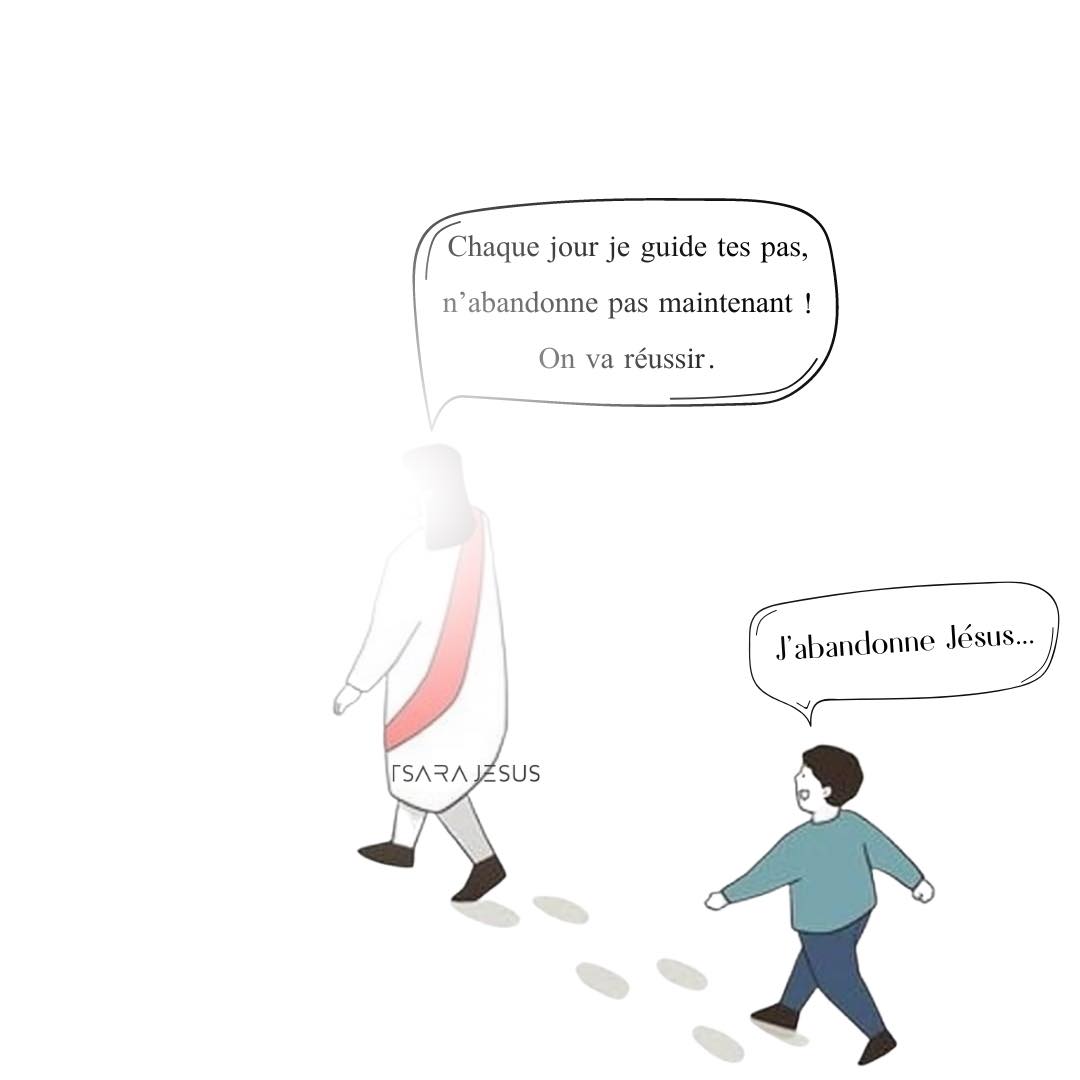 Chaque jour je guide tes pas,
n’abandonne pas maintenant !
On va réussir.
J’abandonne Jésus...
TSARA JESUS